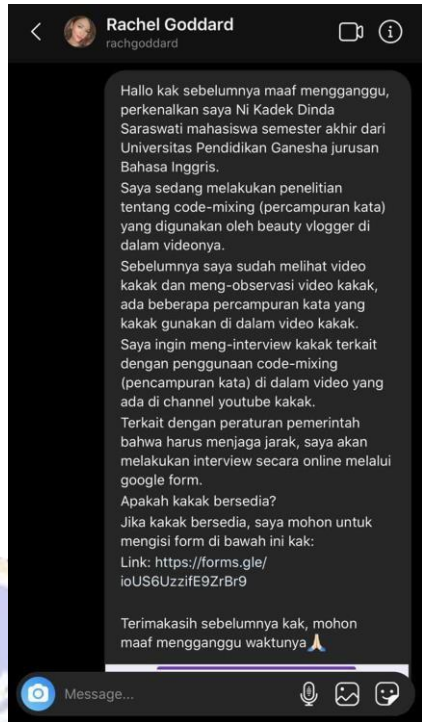 Rachel Goddard
rachgoddard
Hallo kak sebelumnya maaf mengganggu,
perkenalkan saya Ni Kadek Dinda
Saraswati mahasiswa semester akhir dari
Universitas Pendidikan Ganesha jurusan
Bahasa Inggris.
Saya sedang melakukan penelitian
tentang code-mixing (percampuran kata)
yang digunakan oleh beauty vlogger di
dalam videonya.
Sebelumnya saya sudah melihat video
kakak dan meng-observasi video kakak,
ada beberapa percampuran kata yang
kakak gunakan di dalam video kakak.
Saya ingin meng-interview kakak terkait
dengan penggunaan code-mixing
(pencampuran kata) di dalam video yang
ada di channel youtube kakak.
Terkait dengan peraturan pemerintah
bahwa harus menjaga jarak, saya akan
melakukan interview secara online melalui
google form.
Apakah kakak bersedia?
Jika kakak bersedia, saya mohon untuk
mengisi form di bawah ini kak:
Link: https://forms.gle/
ioUS6UzzifE9ZrBr9
Terimakasih sebelumnya kak, mohon
maaf mengganggu waktunya🙏🏻
Message...